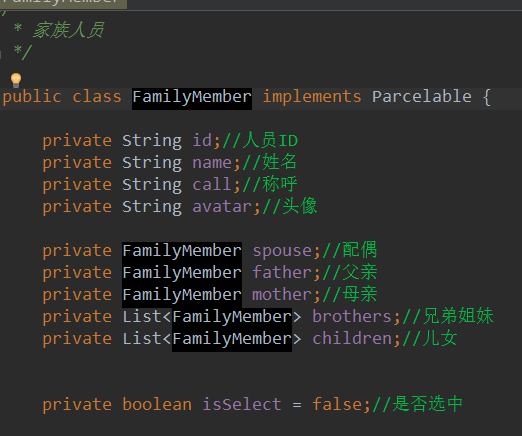 FamilyMember
* 家族人员
*/
public class FamilyMember implements Parcelable {
private String id;//人员ID
private String name;//姓名
private String call;//称呼
private String avatar;//头像
private FamilyMember spouse;//配偶
private FamilyMember father;//父亲
private FamilyMember mother;//母亲
private List<FamilyMember> brothers;//兄弟姐妹
private List<FamilyMember> children;//儿女
private boolean isSelect = false;//是否选中